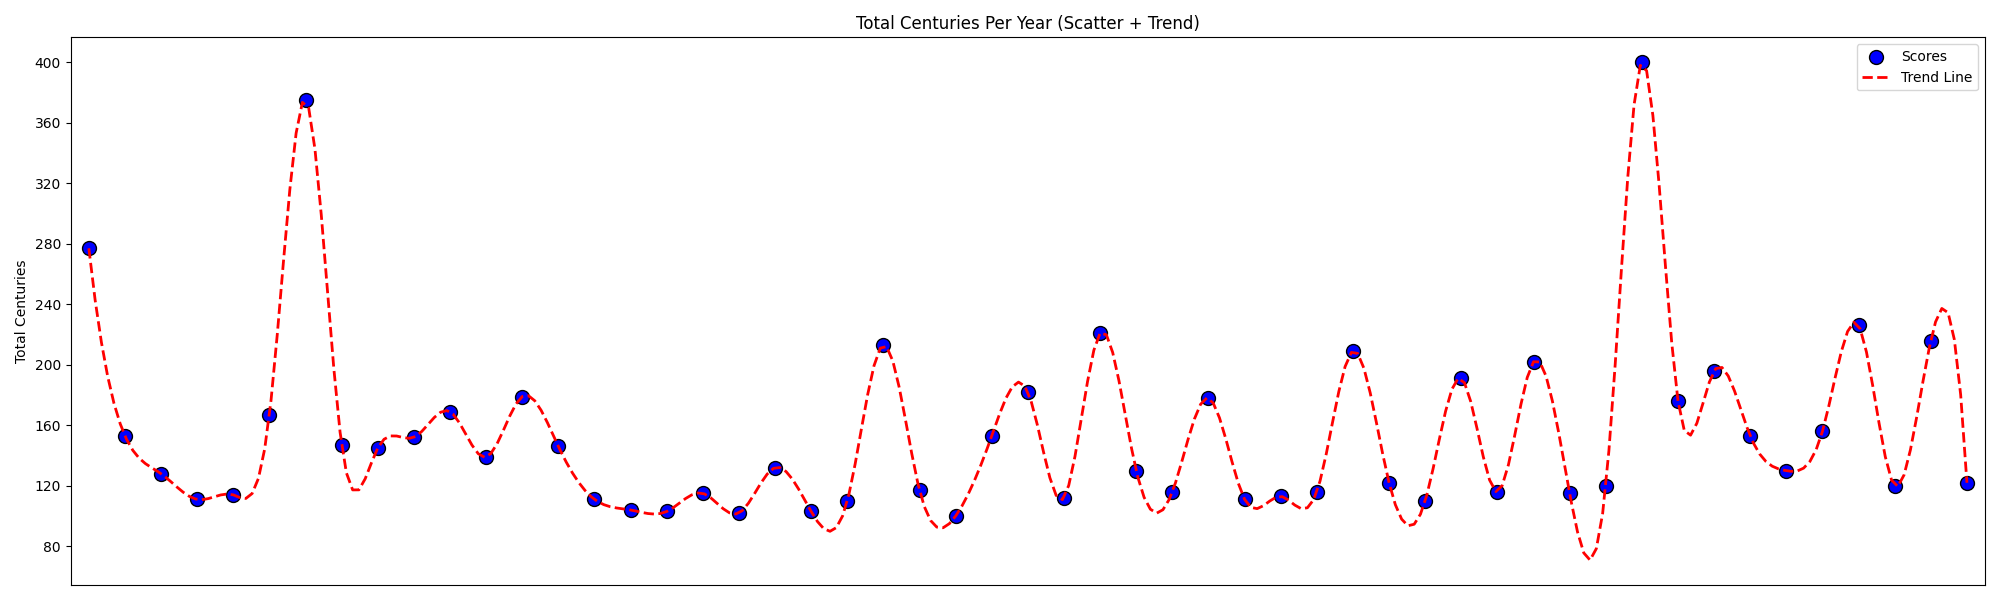 Total Centuries Per Year (Scatter + Trend)
Total Centuries
400
360
320
280
240
200
160
120
80
Scores
Trend Line